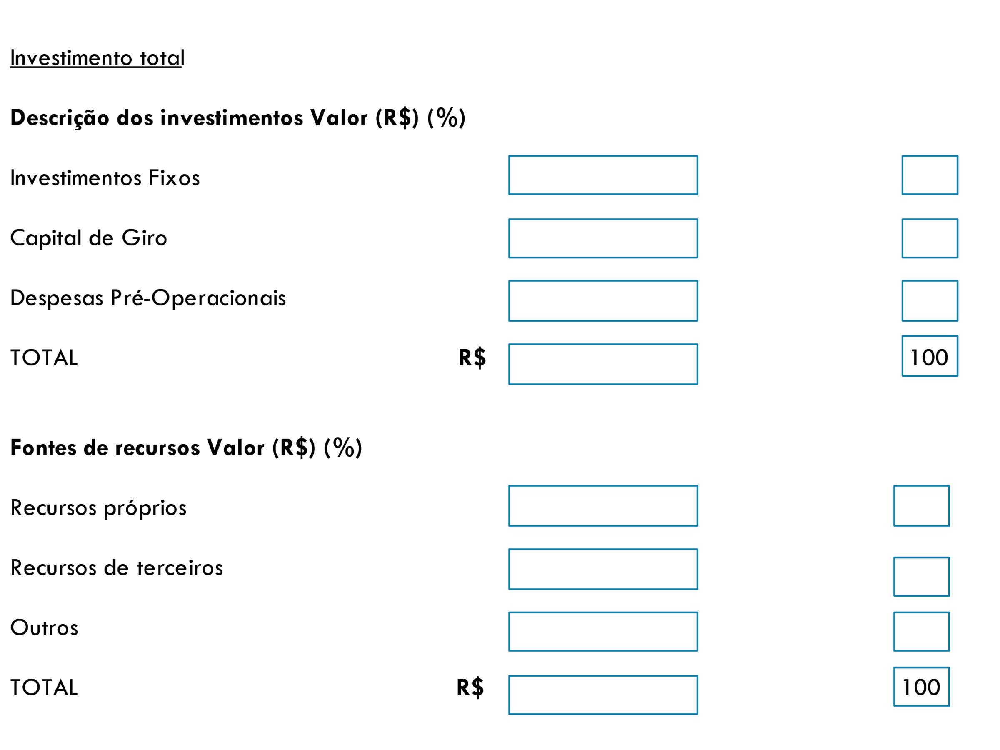 Investimento total
Descrição dos investimentos Valor (R$) (%)
Investimentos Fixos
Capital de Giro
Despesas Pré-Operacionais
TOTAL R$ 100
Fontes de recursos Valor (R$) (%)
Recursos próprios
Recursos de terceiros
Outros
TOTAL R$ 100